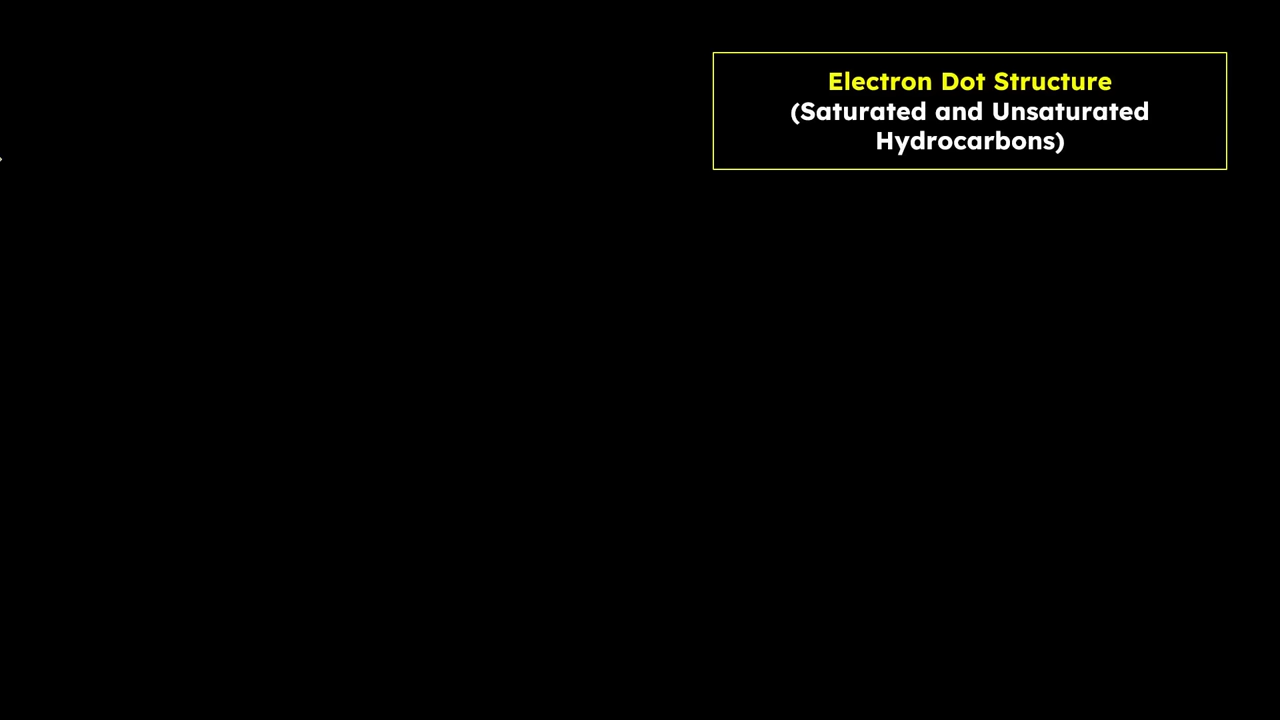 Electron Dot Structure
(Saturated and Unsaturated
Hydrocarbons)